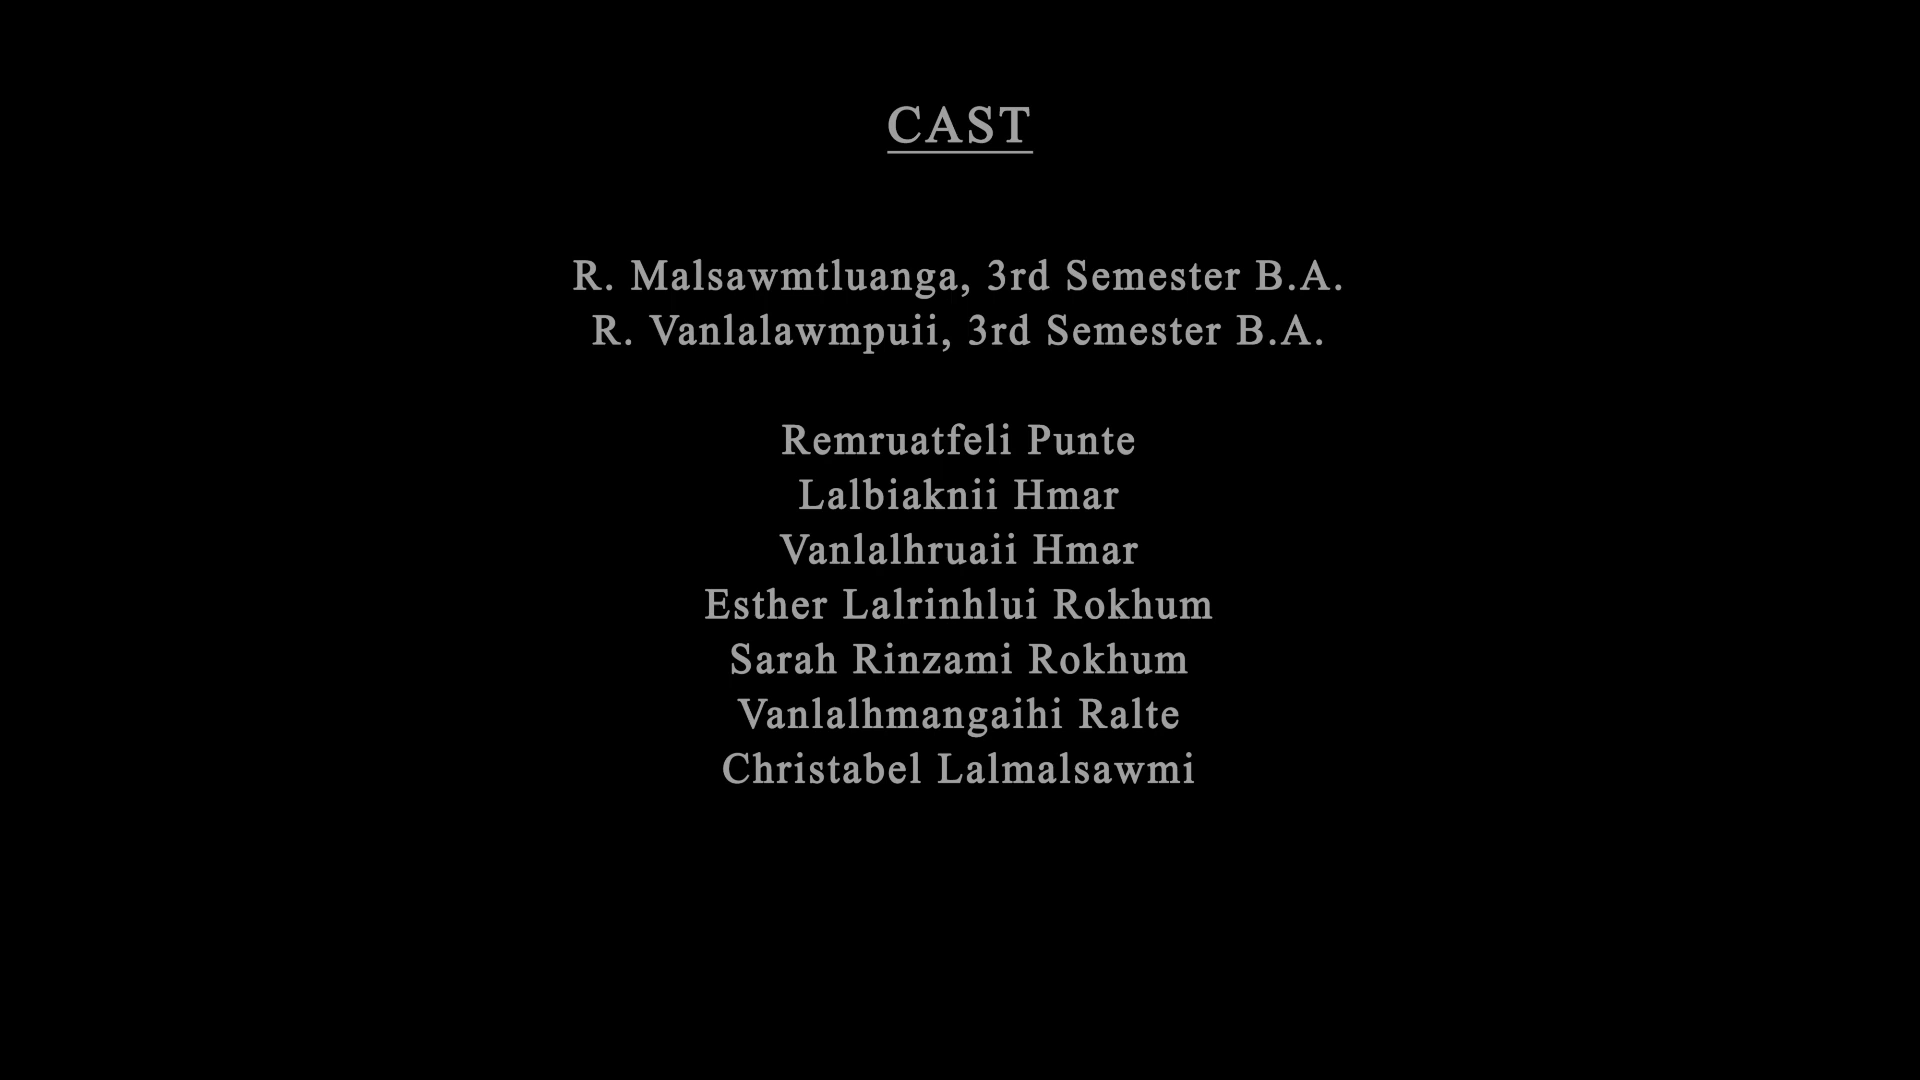 CAST
R. Malsawmtluanga, 3rd Semester B.A.
R. Vanlalawmpuii, 3rd Semester B.A.
Remruatfeli Punte
Lalbiaknii Hmar
Vanlalhruaii Hmar
Esther Lalrinhlui Rokhum
Sarah Rinzami Rokhum
Vanlalhmangaihi Ralte
Christabel Lalmalsawmi